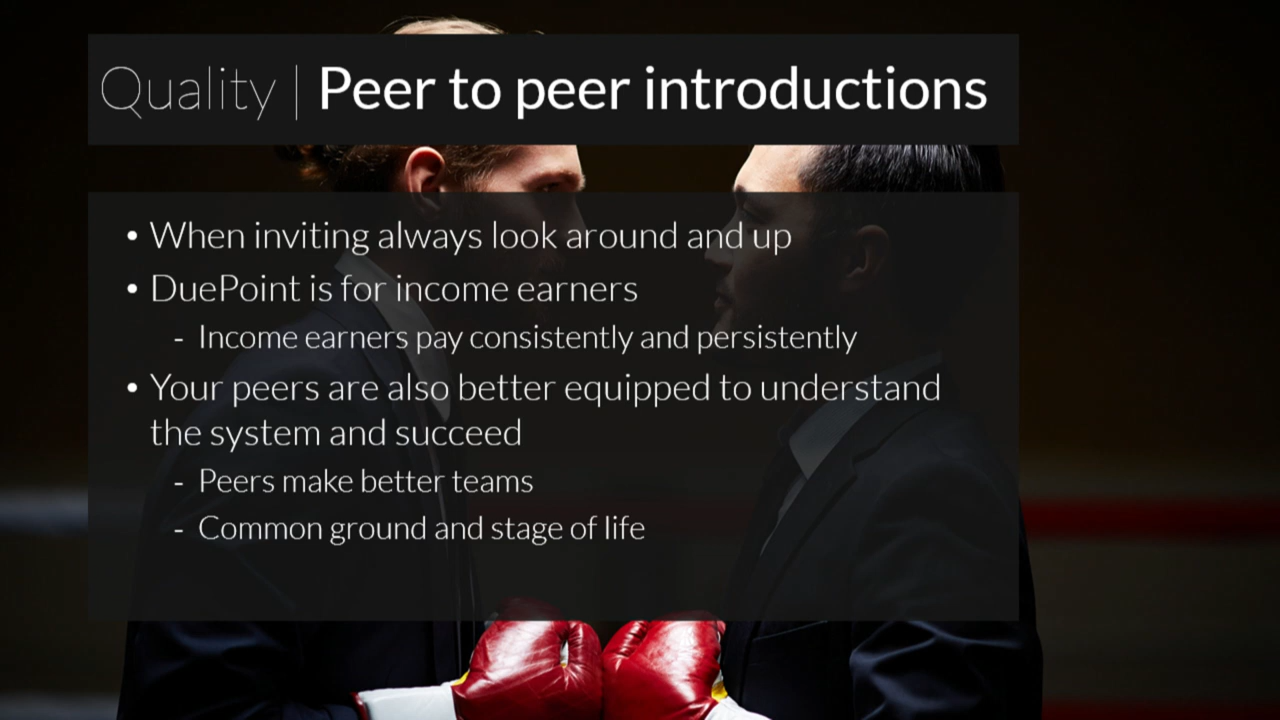 Quality | Peer to peer introductions
• When inviting always look around and up
• DuePoint is for income earners
- Income earners pay consistently and persistently
• Your peers are also better equipped to understand
the system and succeed
- Peers make better teams
- Common ground and stage of life